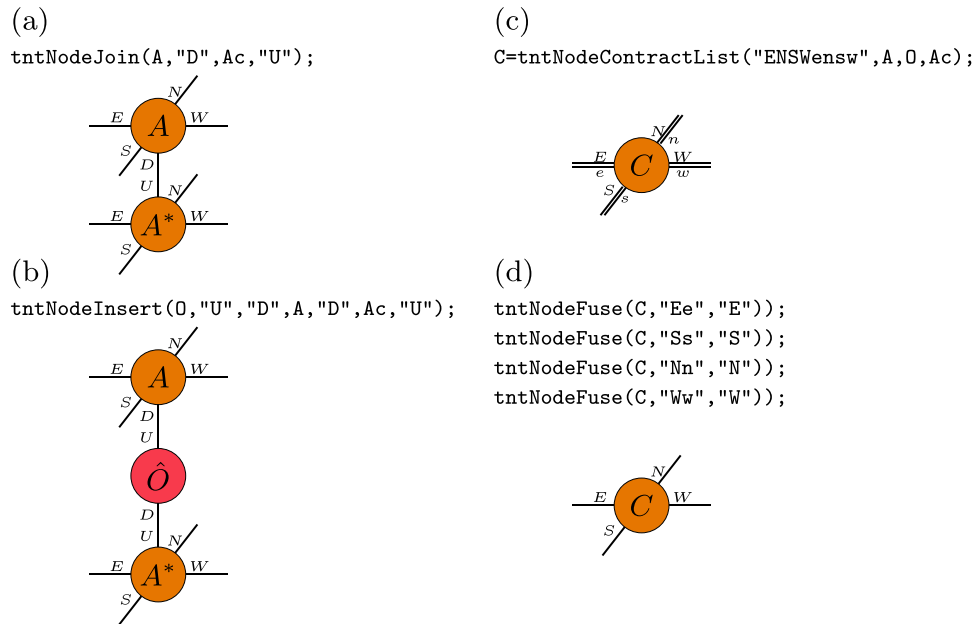 (a)
tntNodeJoin(A,"D",Ac,"U");
N
E A W
S
D
U
N
E A* W
S
(b)
tntNodeInsert(O,"U","D",A,"D",Ac,"U");
N
E A W
S
D
U
Ô
D
U
N
E A* W
S
(c)
C=tntNodeContractList("ENSWensw",A,O,Ac);
N
n
E C W
e w
S
s
(d)
tntNodeFuse(C,"Ee","E"));
tntNodeFuse(C,"Ss","S"));
tntNodeFuse(C,"Nn","N"));
tntNodeFuse(C,"Ww","W"));
N
E C W
S